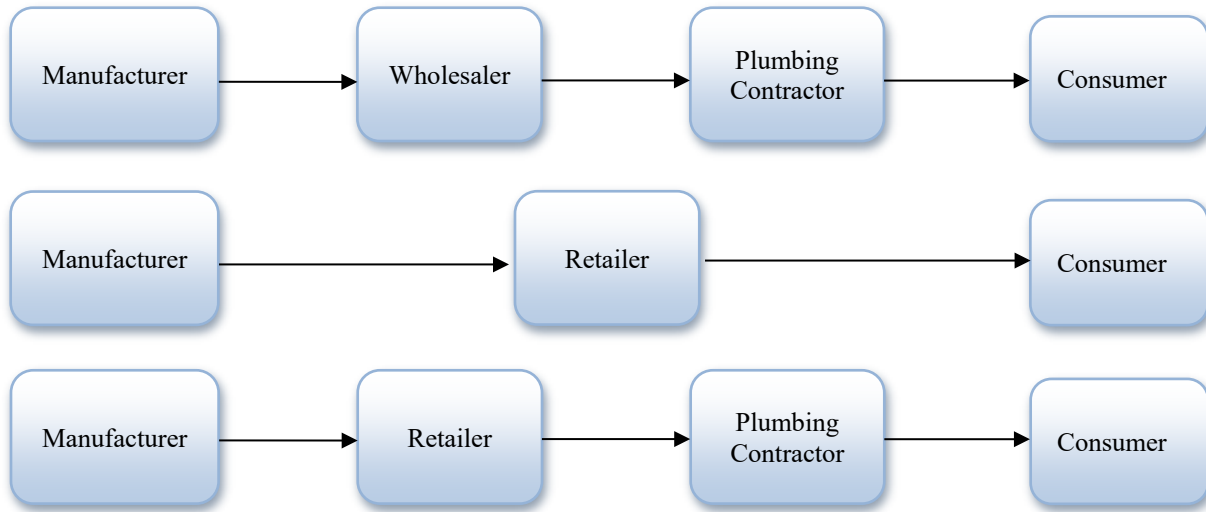 Manufacturer
Wholesaler
Plumbing
Contractor
Consumer
Manufacturer
Retailer
Consumer
Manufacturer
Retailer
Plumbing
Contractor
Consumer